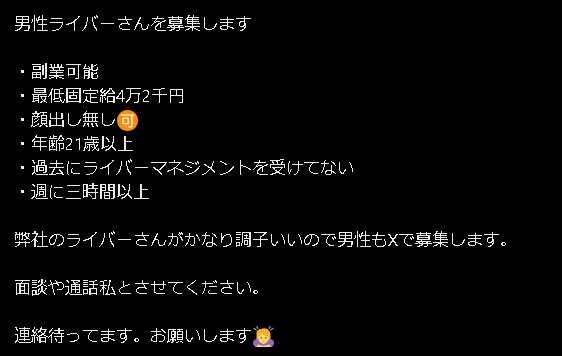 男性ライバーさんを募集します
・副業可能
・最低固定給4万2千円
・顔出し無し🉑
・年齢21歳以上
・過去にライバーマネジメントを受けてない
・週に三時間以上
弊社のライバーさんがかなり調子いいので男性もXで募集します。
面談や通話私とさせてください。
連絡待ってます。お願いします🙇‍♀️